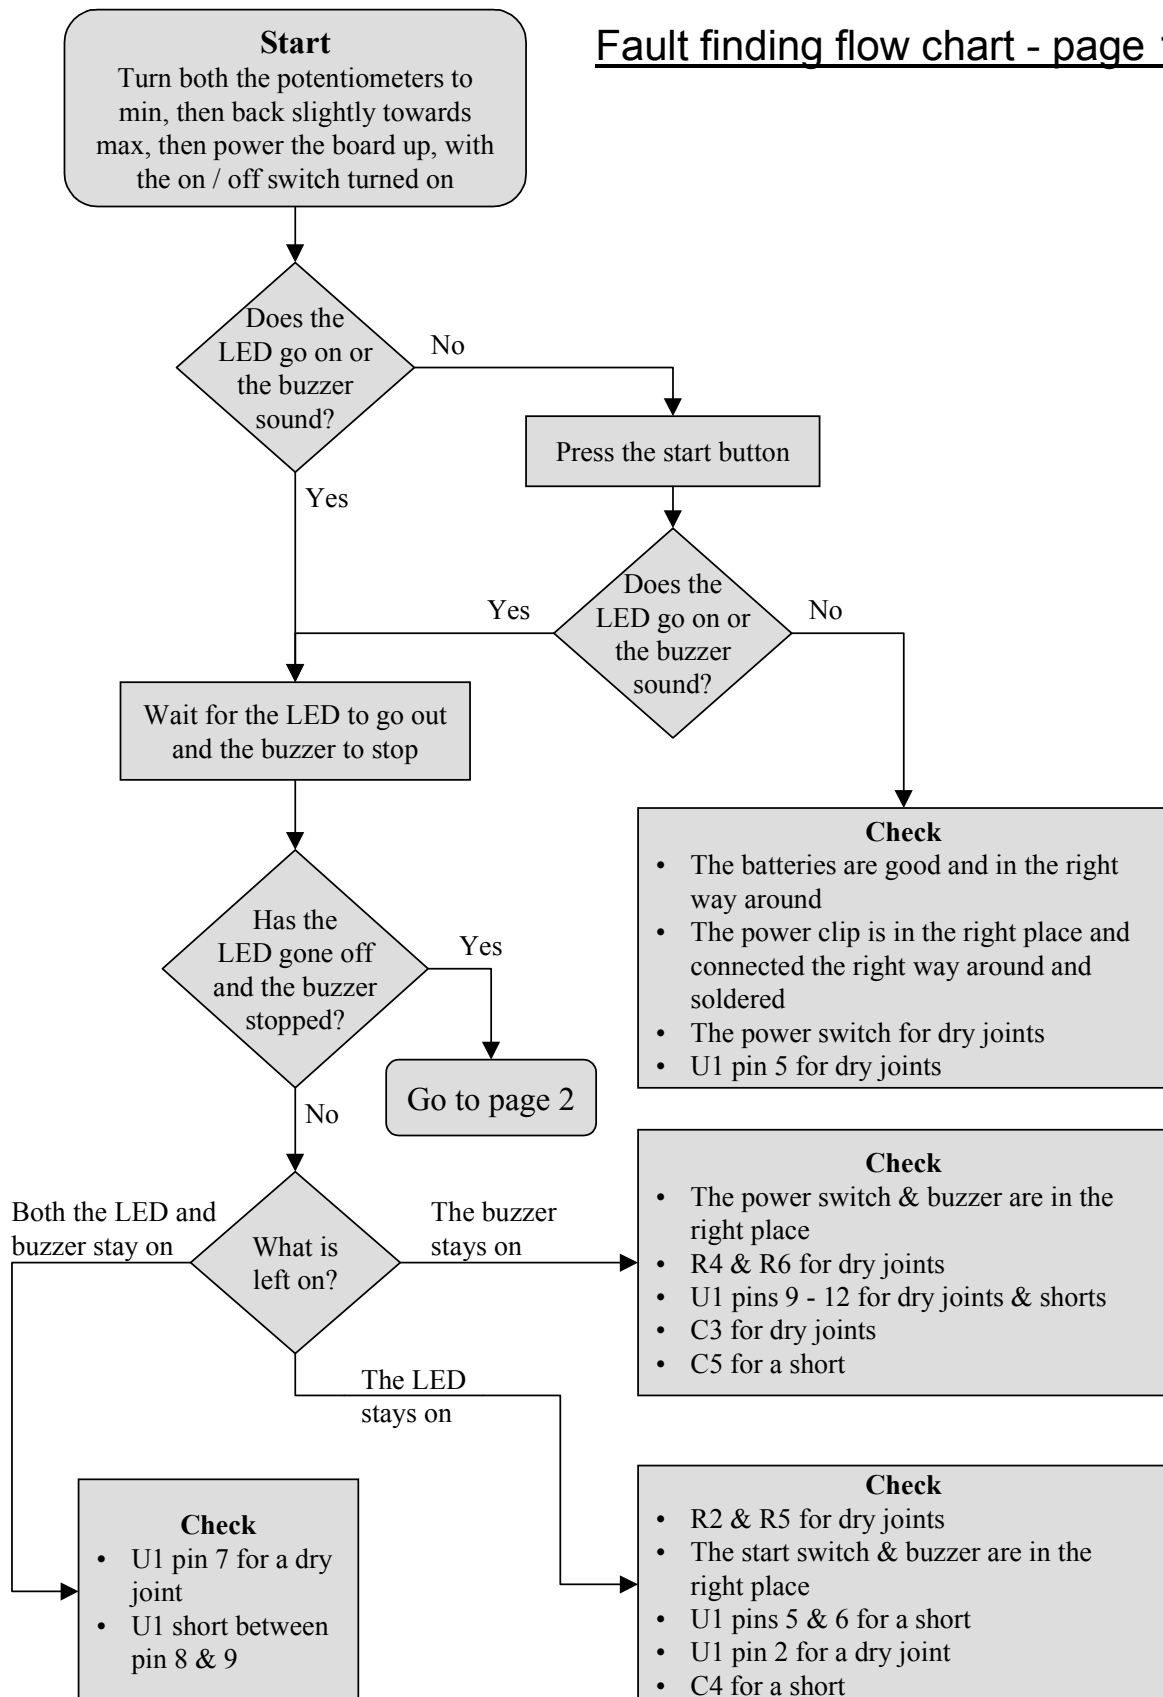 Fault finding flow chart - page 1
Start
Turn both the potentiometers to
min, then back slightly towards
max, then power the board up, with
the on / off switch turned on
Does the
LED go on or
the buzzer
sound?
No
Yes
Press the start button
Does the
LED go on or
the buzzer
sound?
Yes
No
Wait for the LED to go out
and the buzzer to stop
Check
• The batteries are good and in the right
way around
• The power clip is in the right place and
connected the right way around and
soldered
• The power switch for dry joints
• U1 pin 5 for dry joints
Has the
LED gone off
and the buzzer
stopped?
Yes
Go to page 2
No
What is
left on?
Both the LED and
buzzer stay on
The buzzer
stays on
The LED
stays on
Check
• The power switch & buzzer are in the
right place
• R4 & R6 for dry joints
• U1 pins 9 - 12 for dry joints & shorts
• C3 for dry joints
• C5 for a short
Check
• U1 pin 7 for a dry
joint
• U1 short between
pin 8 & 9
Check
• R2 & R5 for dry joints
• The start switch & buzzer are in the
right place
• U1 pins 5 & 6 for a short
• U1 pin 2 for a dry joint
• C4 for a short